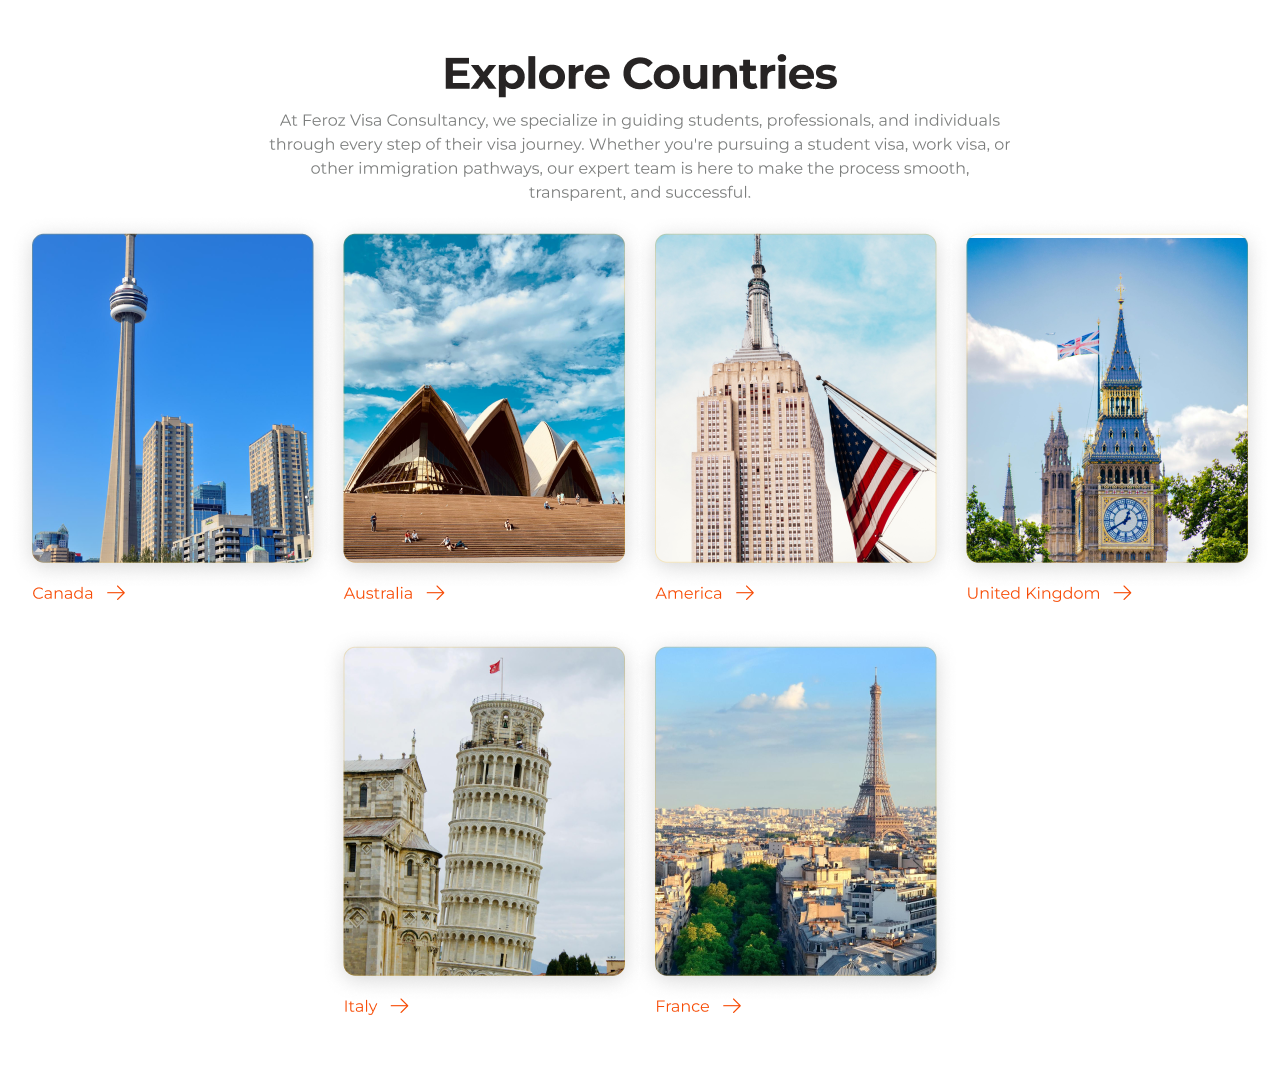 Explore Countries
At Feroz Visa Consultancy, we specialize in guiding students, professionals, and individuals
through every step of their visa journey. Whether you're pursuing a student visa, work visa, or
other immigration pathways, our expert team is here to make the process smooth,
transparent, and successful.
Canada
Australia
America
United Kingdom
Italy
France